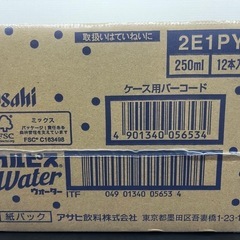 取扱いはていねいに
2E1PY
250ml 12本入
asahi
ケース用バーコード
ミックス
FSC® C163498
4 901340 056534
カルピス
Water
ウォーター
ITF 049 01340 05653 4
紙パック
アサヒ飲料株式会社 東京都墨田区吾妻橋1-23-1